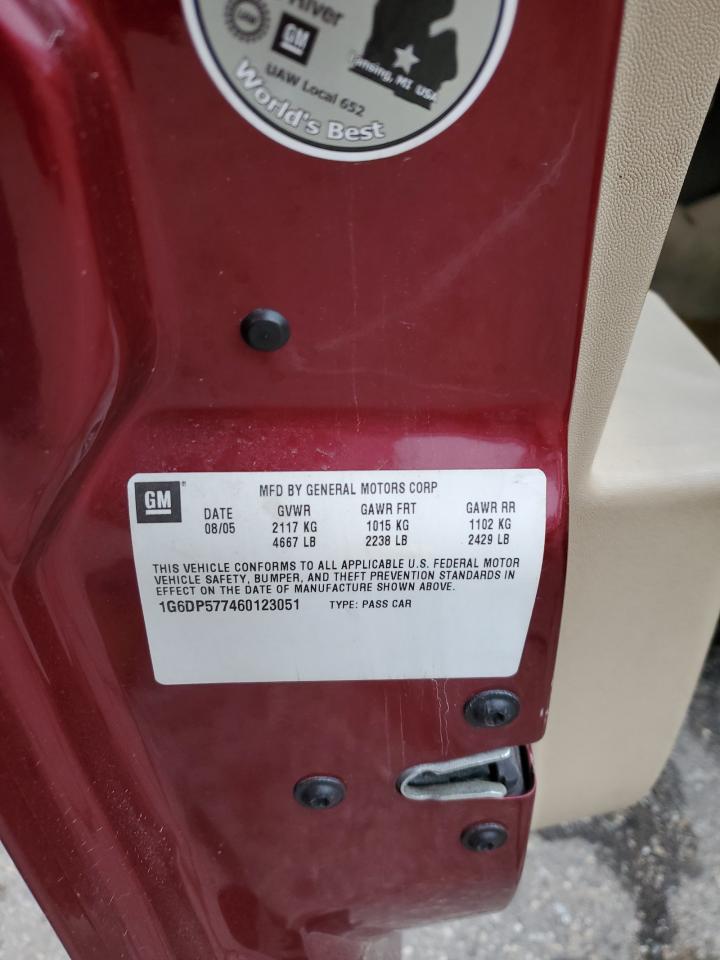 River
UAW
GM
Lansing, MI USA
UAW Local 652
World's Best
GM
MFD BY GENERAL MOTORS CORP
DATE GVWR GAWR FRT GAWR RR
08/05 2117 KG 1015 KG 1102 KG
4667 LB 2238 LB 2429 LB
THIS VEHICLE CONFORMS TO ALL APPLICABLE U.S. FEDERAL MOTOR
VEHICLE SAFETY, BUMPER, AND THEFT PREVENTION STANDARDS IN
EFFECT ON THE DATE OF MANUFACTURE SHOWN ABOVE.
1G6DP577460123051 TYPE: PASS CAR